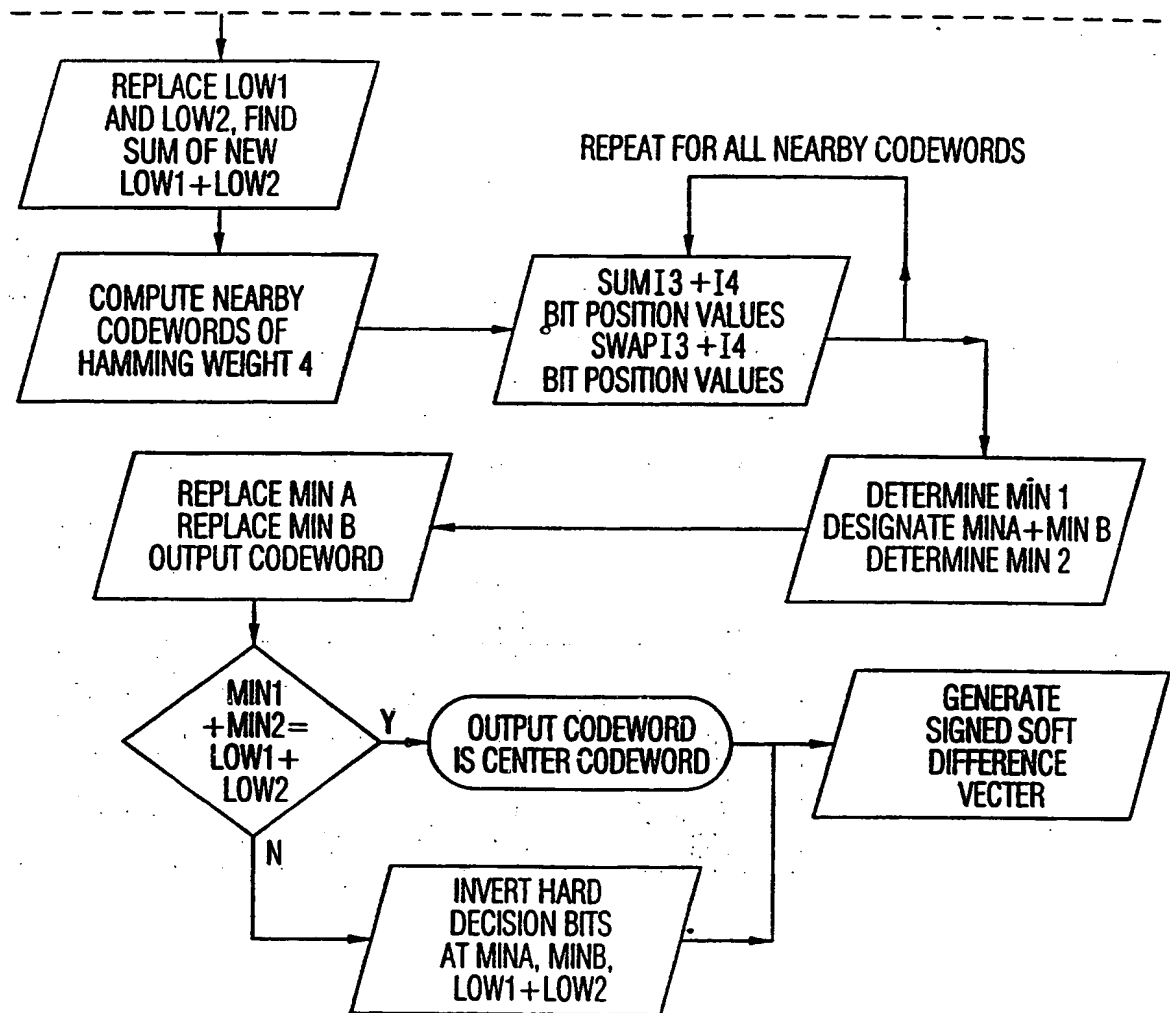 REPLACE LOW1
AND LOW2, FIND
SUM OF NEW
LOW1+LOW2
REPEAT FOR ALL NEARBY CODEWORDS
COMPUTE NEARBY
CODEWORDS OF
HAMMING WEIGHT 4
SUM I3 + I4
BIT POSITION VALUES
SWAP I3 + I4
BIT POSITION VALUES
DETERMINE MIN 1
DESIGNATE MINA+MIN B
DETERMINE MIN 2
REPLACE MIN A
REPLACE MIN B
OUTPUT CODEWORD
MIN1
+MIN2=
LOW1+
LOW2
Y
OUTPUT CODEWORD
IS CENTER CODEWORD
GENERATE
SIGNED SOFT
DIFFERENCE
VECTER
N
INVERT HARD
DECISION BITS
AT MINA, MINB,
LOW1+LOW2